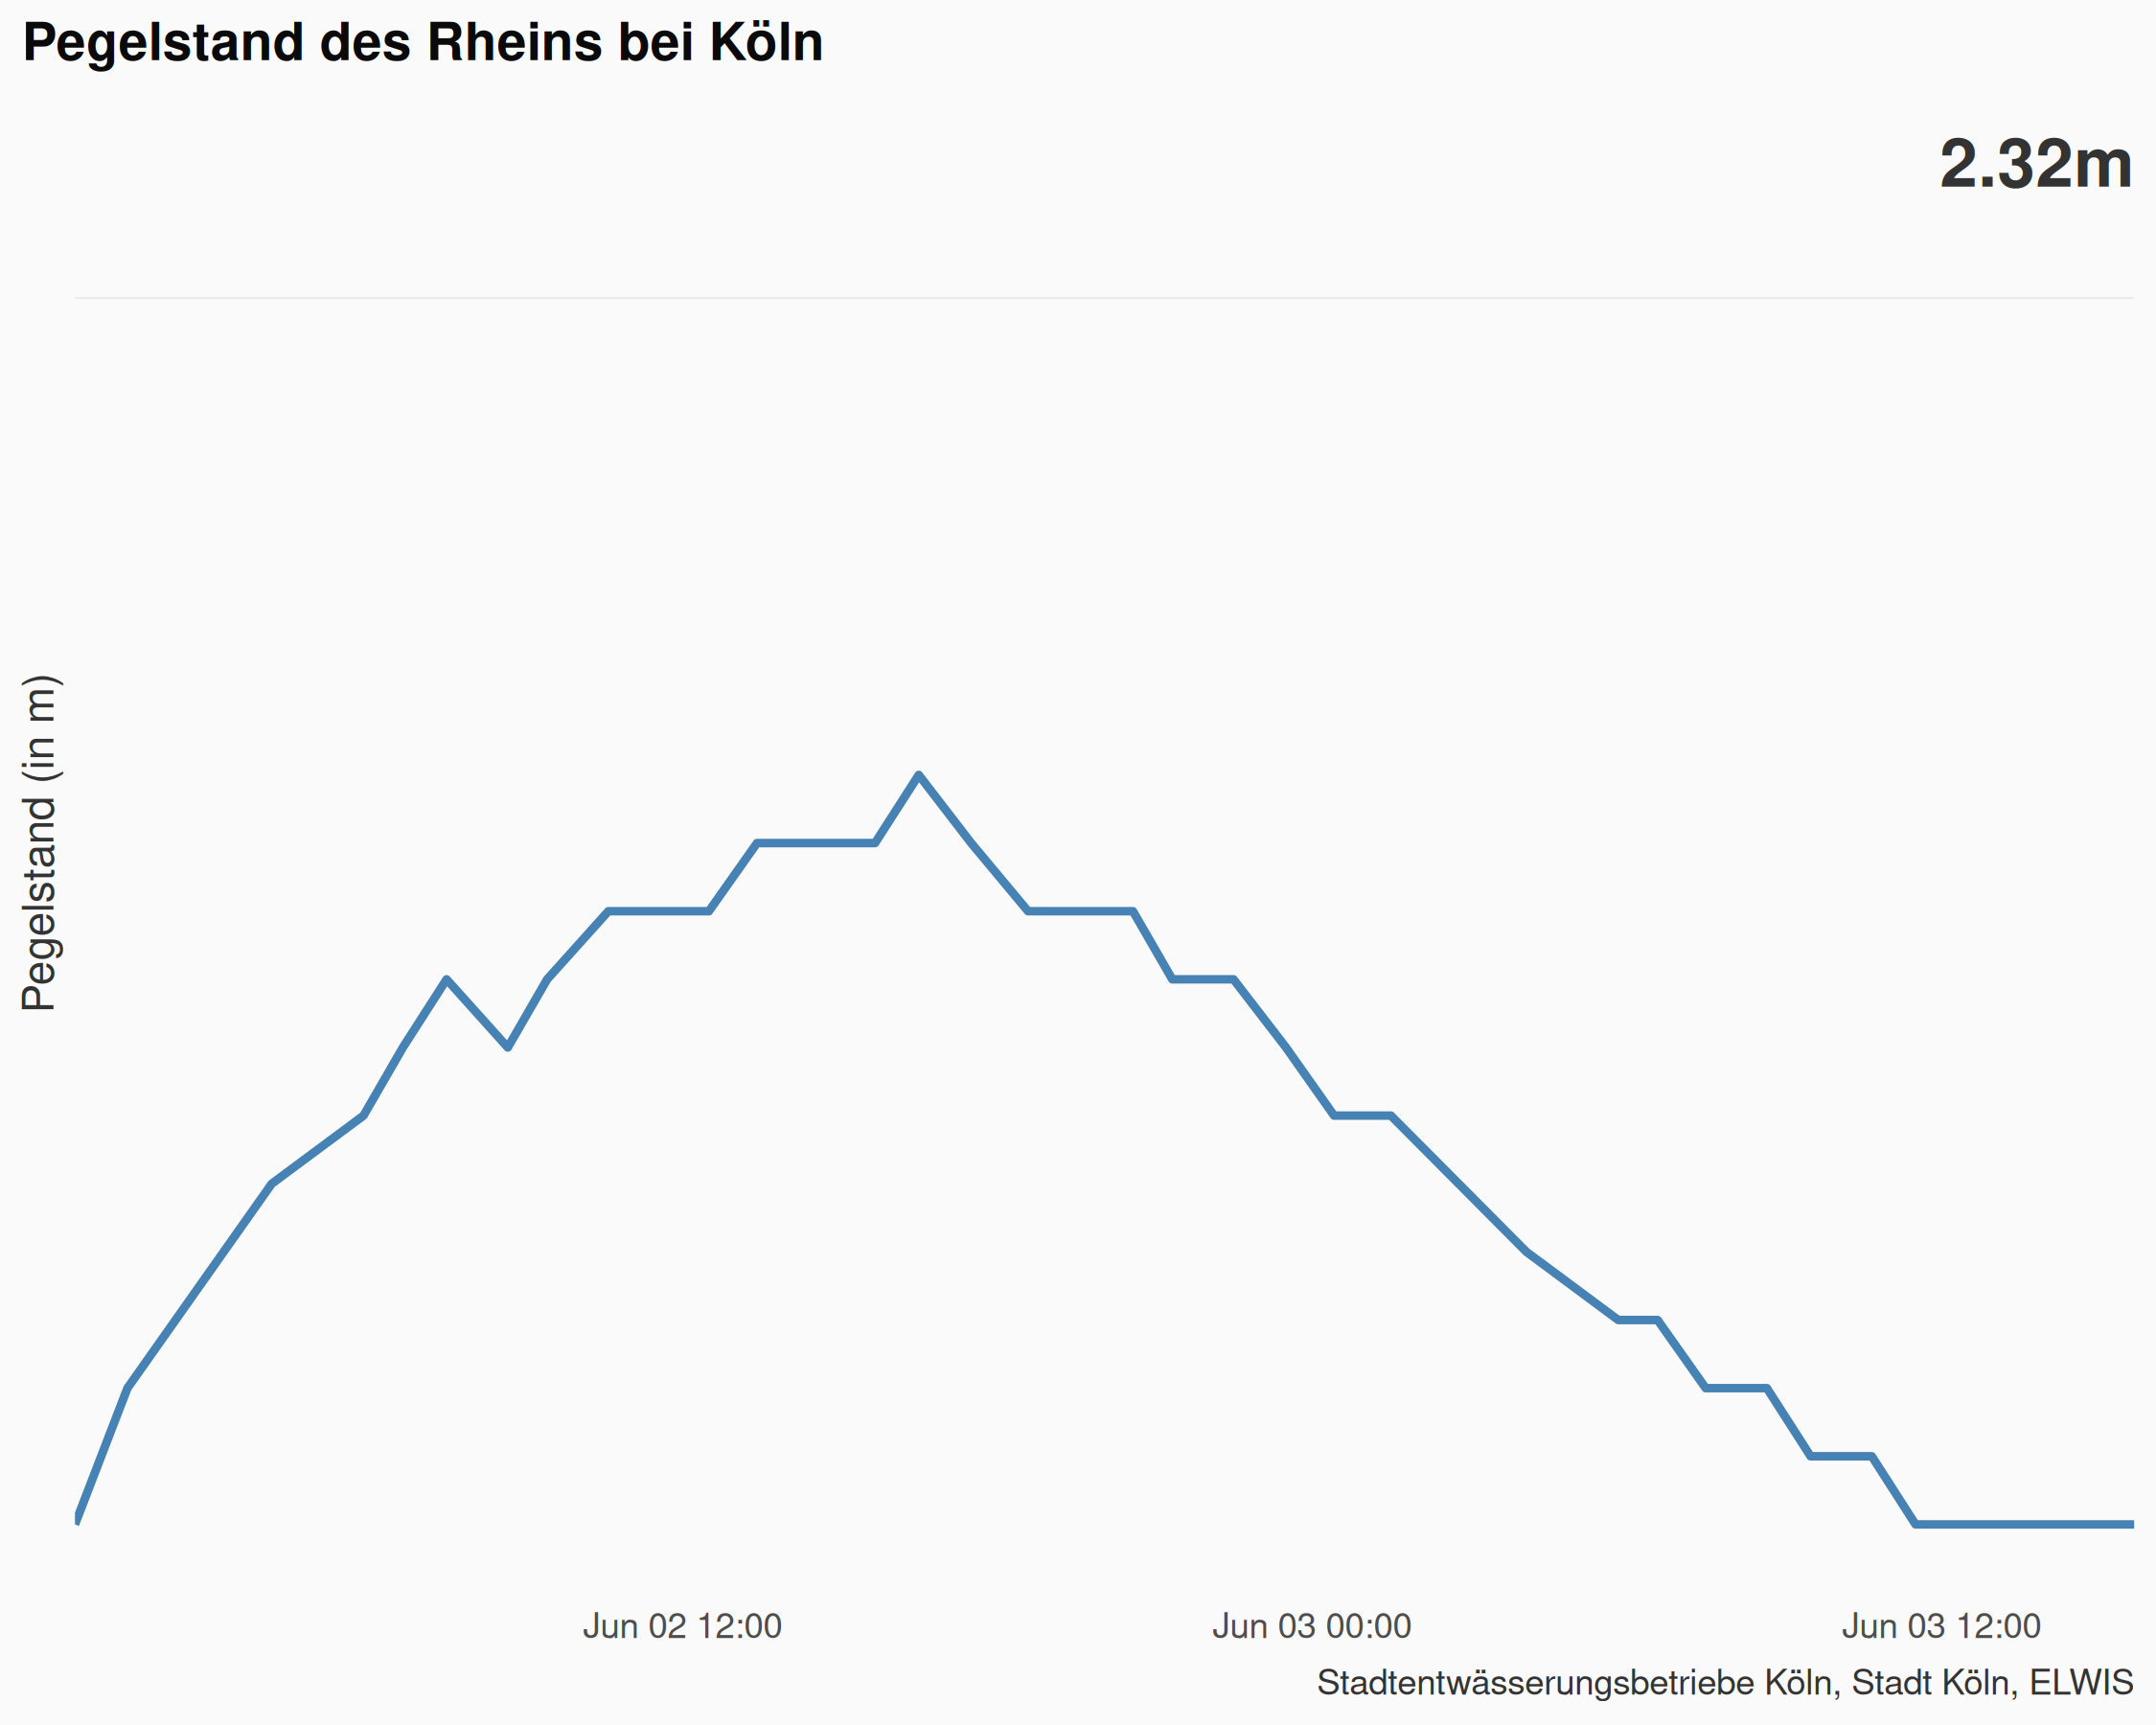 Pegelstand des Rheins bei Köln
2.32m
Pegelstand (in m)
Jun 02 12:00
Jun 03 00:00
Jun 03 12:00
Stadtentwässerungsbetriebe Köln, Stadt Köln, ELWIS